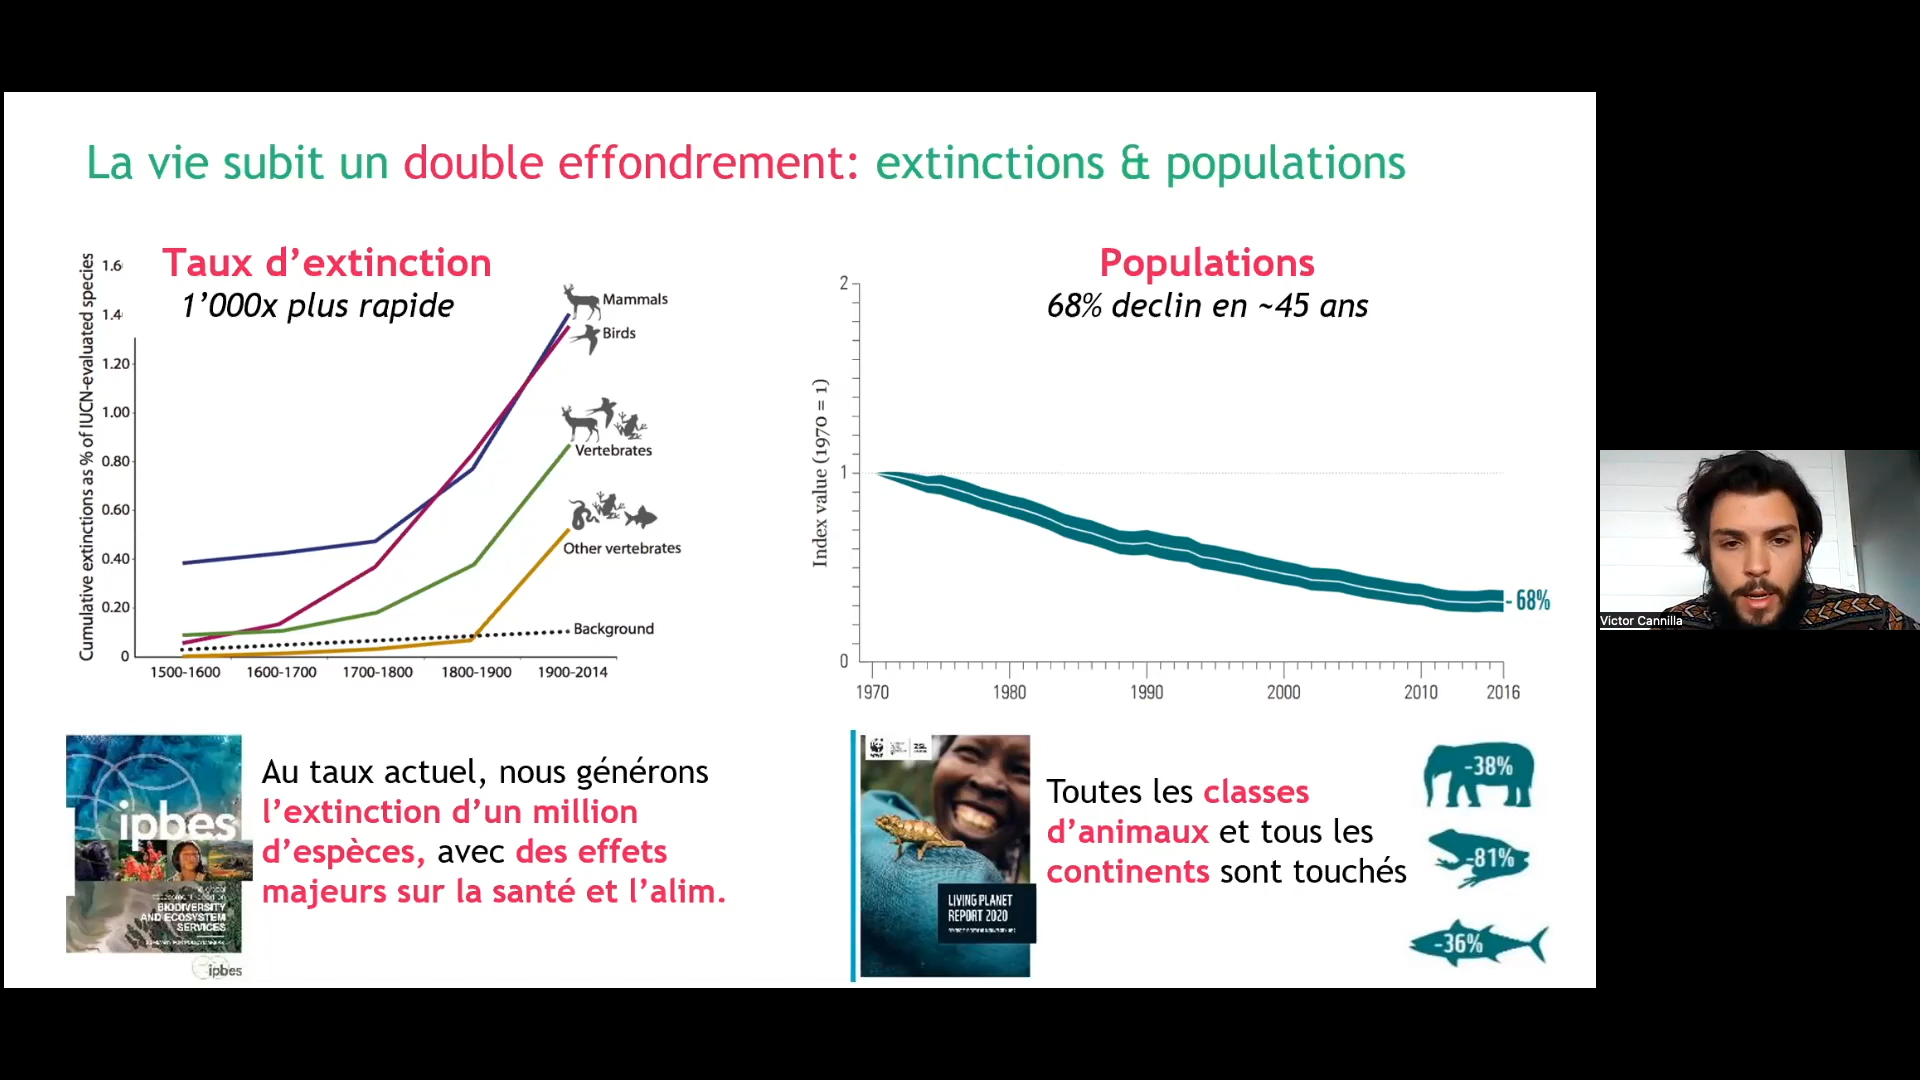 La vie subit un double effondrement: extinctions & populations
Taux d’extinction
1’000x plus rapide
Cumulative extinctions as % of IUCN-evaluated species
1.6
1.4
1.20
1.00
0.80
0.60
0.40
0.20
0
Mammals
Birds
Vertebrates
Other vertebrates
Background
1500-1600 1600-1700 1700-1800 1800-1900 1900-2014
Populations
68% declin en ~45 ans
Index value (1970 = 1)
2
1
0
- 68%
1970 1980 1990 2000 2010 2016
ipbes
BIODIVERSITY
AND ECOSYSTEM
SERVICES
ipbes
Au taux actuel, nous générons
l’extinction d’un million
d’espèces, avec des effets
majeurs sur la santé et l’alim.
WWF
ZSL
LIVING PLANET
REPORT 2020
Toutes les classes
d’animaux et tous les
continents sont touchés
-38%
-81%
-36%
Victor Cannilla